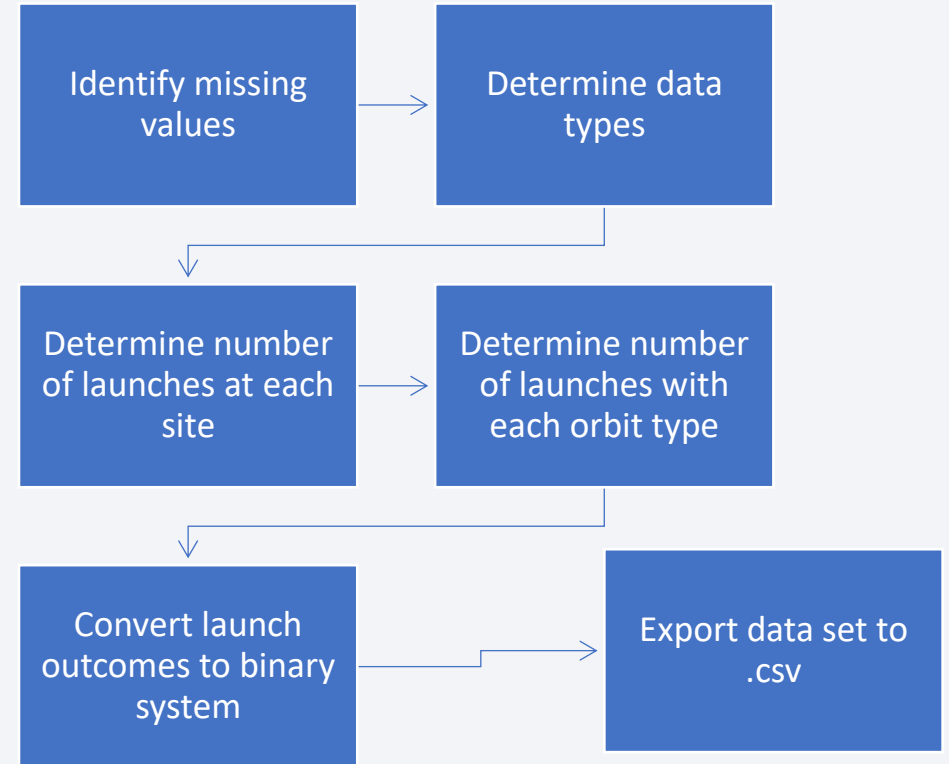 Identify missing
values
Determine data
types
Determine number
of launches at each
site
Determine number
of launches with
each orbit type
Convert launch
outcomes to binary
system
Export data set to
.csv